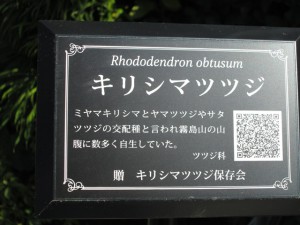 Rhododendron obtusum
キリシマツツジ
ミヤマキリシマとヤマツツジやサタ
ツツジの交配種と言われ霧島山の山
腹に数多く自生していた。
ツツジ科
贈　キリシマツツジ保存会